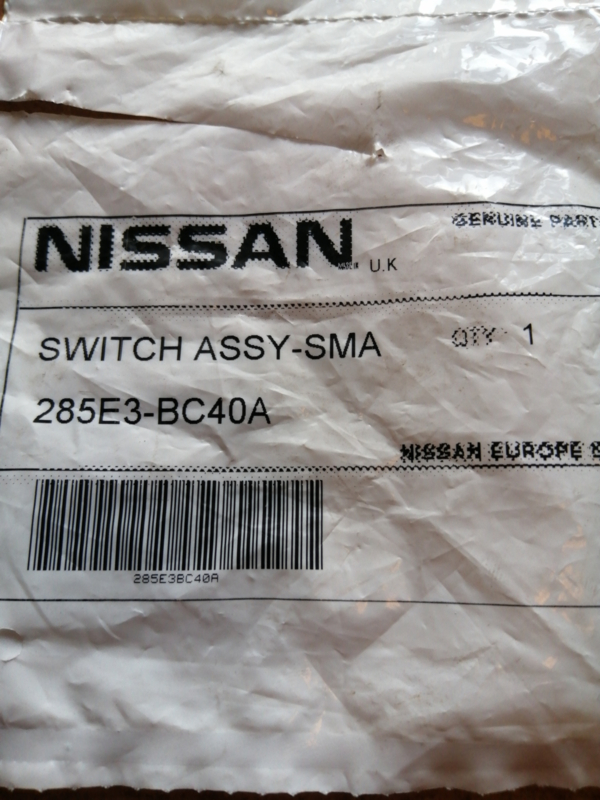 NISSAN U.K
GENUINE PART
SWITCH ASSY-SMA QTY 1
285E3-BC40A
NISSAN EUROPE
285E3BC40A